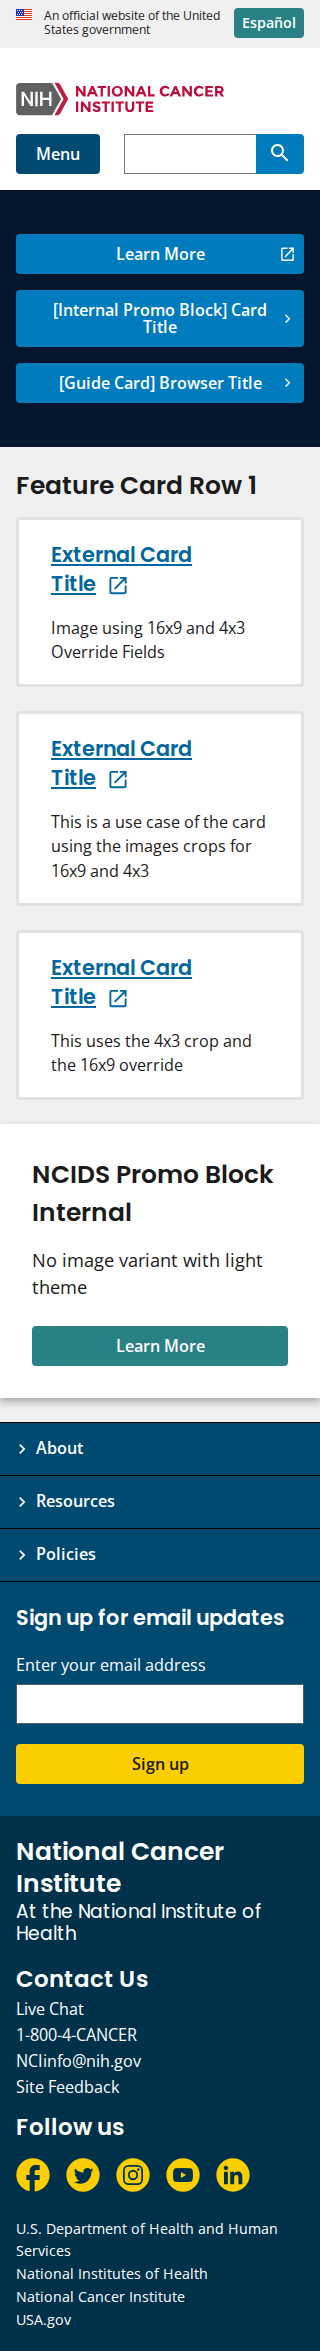 An official website of the United
States government
Español
NIH
NATIONAL CANCER
INSTITUTE
Menu
Learn More
[Internal Promo Block] Card
Title
[Guide Card] Browser Title
Feature Card Row 1
External Card
Title
Image using 16x9 and 4x3
Override Fields
External Card
Title
This is a use case of the card
using the images crops for
16x9 and 4x3
External Card
Title
This uses the 4x3 crop and
the 16x9 override
NCIDS Promo Block
Internal
No image variant with light
theme
Learn More
About
Resources
Policies
Sign up for email updates
Enter your email address
Sign up
National Cancer
Institute
At the National Institute of
Health
Contact Us
Live Chat
1-800-4-CANCER
NCIinfo@nih.gov
Site Feedback
Follow us
U.S. Department of Health and Human
Services
National Institutes of Health
National Cancer Institute
USA.gov